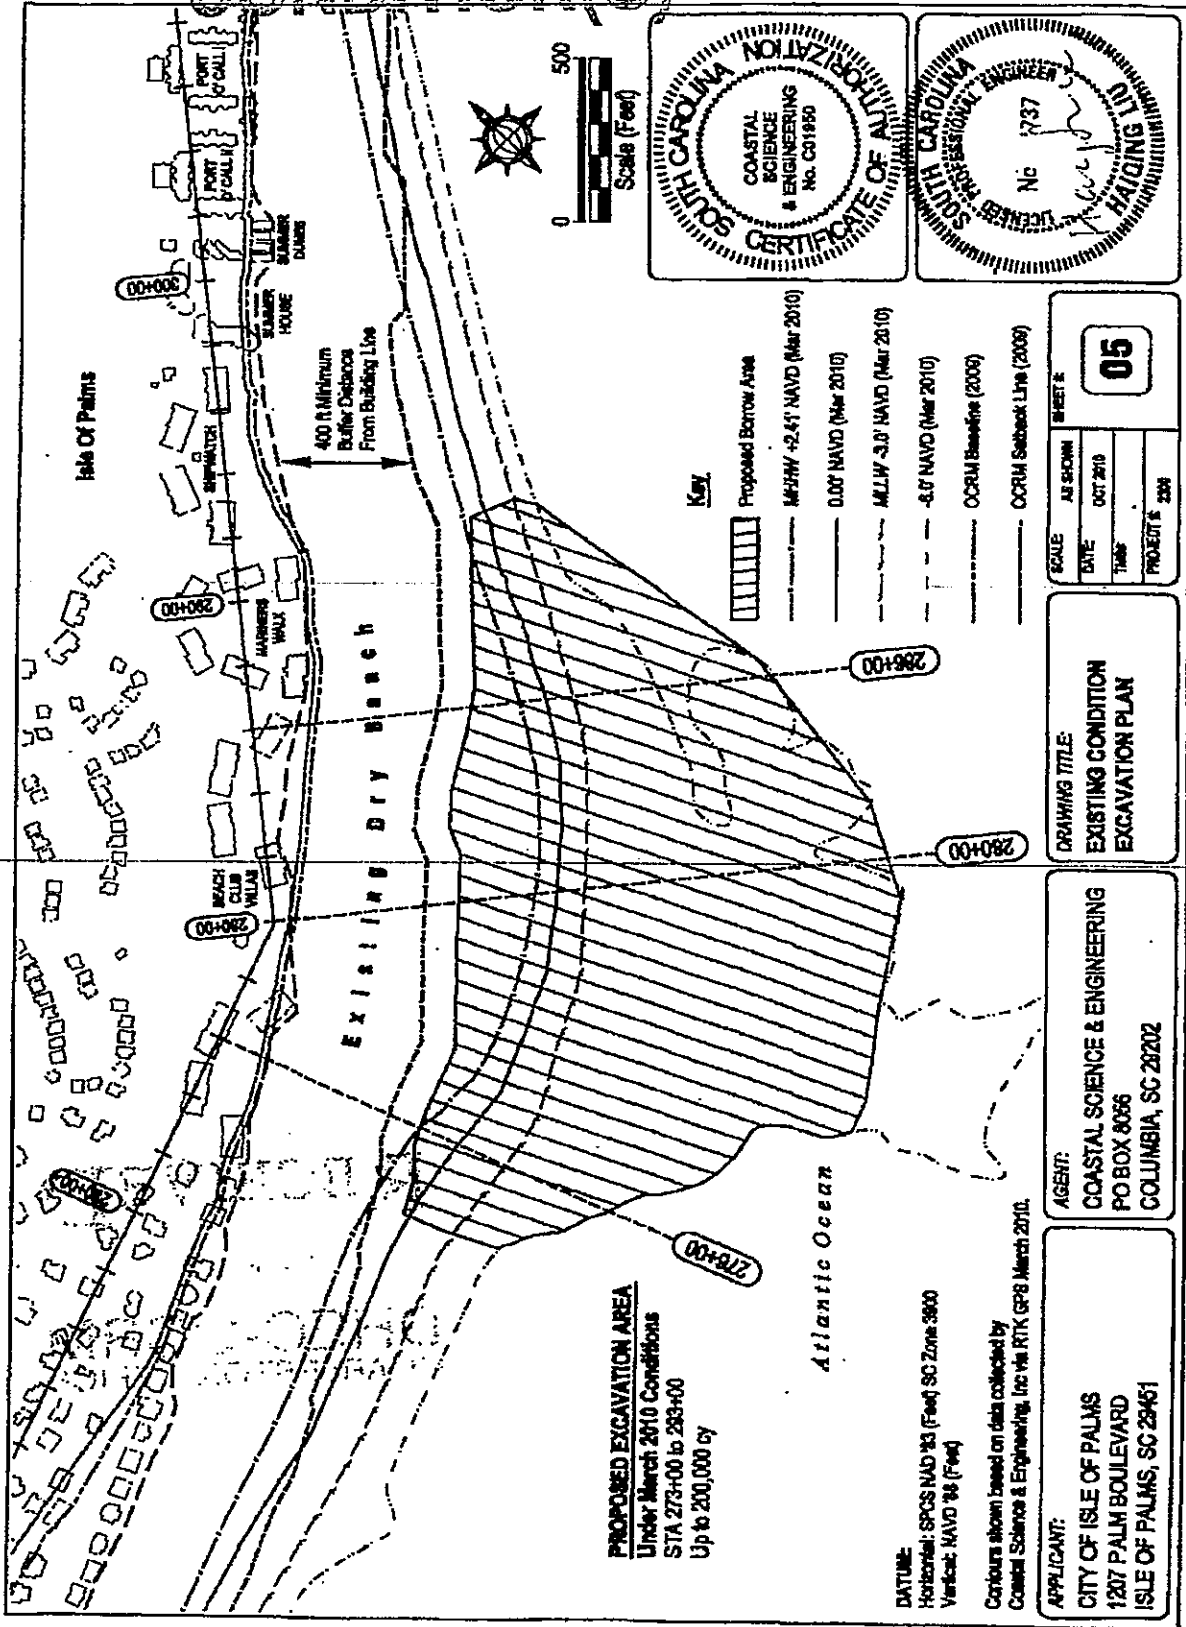 Isle Of Palms
PORT
O' CALL I
PORT
O' CALL II
SUMMER
DUNES
SUMMER
HOUSE
300+00
SHIPWATCH
290+00
MARINERS
WALK
BEACH
CLUB
VILLAS
280+00
400 ft Minimum
Buffer Distance
From Building Line
Existing Dry Beach
286+00
280+00
276+00
Atlantic Ocean
0 500
Scale (Feet)
SOUTH CAROLINA
CERTIFICATE OF AUTHORIZATION
COASTAL
SCIENCE
& ENGINEERING
No. C01950
SOUTH CAROLINA
LICENSED PROFESSIONAL ENGINEER
HAIQING LIU
Key
Proposed Borrow Area
MHHW +2.41' NAVD (Mar 2010)
0.00' NAVD (Mar 2010)
MLLW -3.0' NAVD (Mar 2010)
-6.0' NAVD (Mar 2010)
OCRM Baseline (2009)
OCRM Setback Line (2009)
PROPOSED EXCAVATION AREA
Under March 2010 Conditions
STA 273+00 to 293+00
Up to 200,000 cy
DATUM:
Horizontal: SPCS NAD '83 (Feet) SC Zone 3900
Vertical: NAVD '88 (Feet)
Contours shown based on data collected by
Coastal Science & Engineering, Inc via RTK GPS March 2010.
APPLICANT:
CITY OF ISLE OF PALMS
1207 PALM BOULEVARD
ISLE OF PALMS, SC 29451
AGENT:
COASTAL SCIENCE & ENGINEERING
PO BOX 8056
COLUMBIA, SC 29202
DRAWING TITLE:
EXISTING CONDITION
EXCAVATION PLAN
SCALE: AS SHOWN
DATE: OCT 2010
PROJECT #:
SHEET #:
05